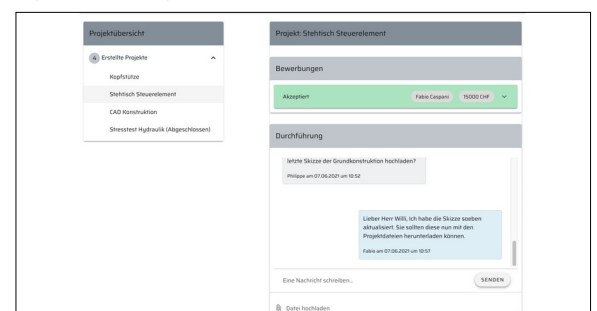 Projektübersicht
4 Erstellte Projekte
Kopfstütze
Stehtisch Steuerelement
CAD Konstruktion
Stresstest Hydraulik (Abgeschlossen)
Projekt: Stehtisch Steuerelement
Bewerbungen
Akzeptiert Fabio Caspani 15000 CHF
Durchführung
letzte Skizze der Grundkonstruktion hochladen?
Philippe am 07.06.2021 um 10:52
Lieber Herr Willi, Ich habe die Skizze soeben
aktualisiert. Sie sollten diese nun mit den
Projektdateien herunterladen können.
Fabio am 07.06.2021 um 10:57
Eine Nachricht schreiben... SENDEN
Datei hochladen